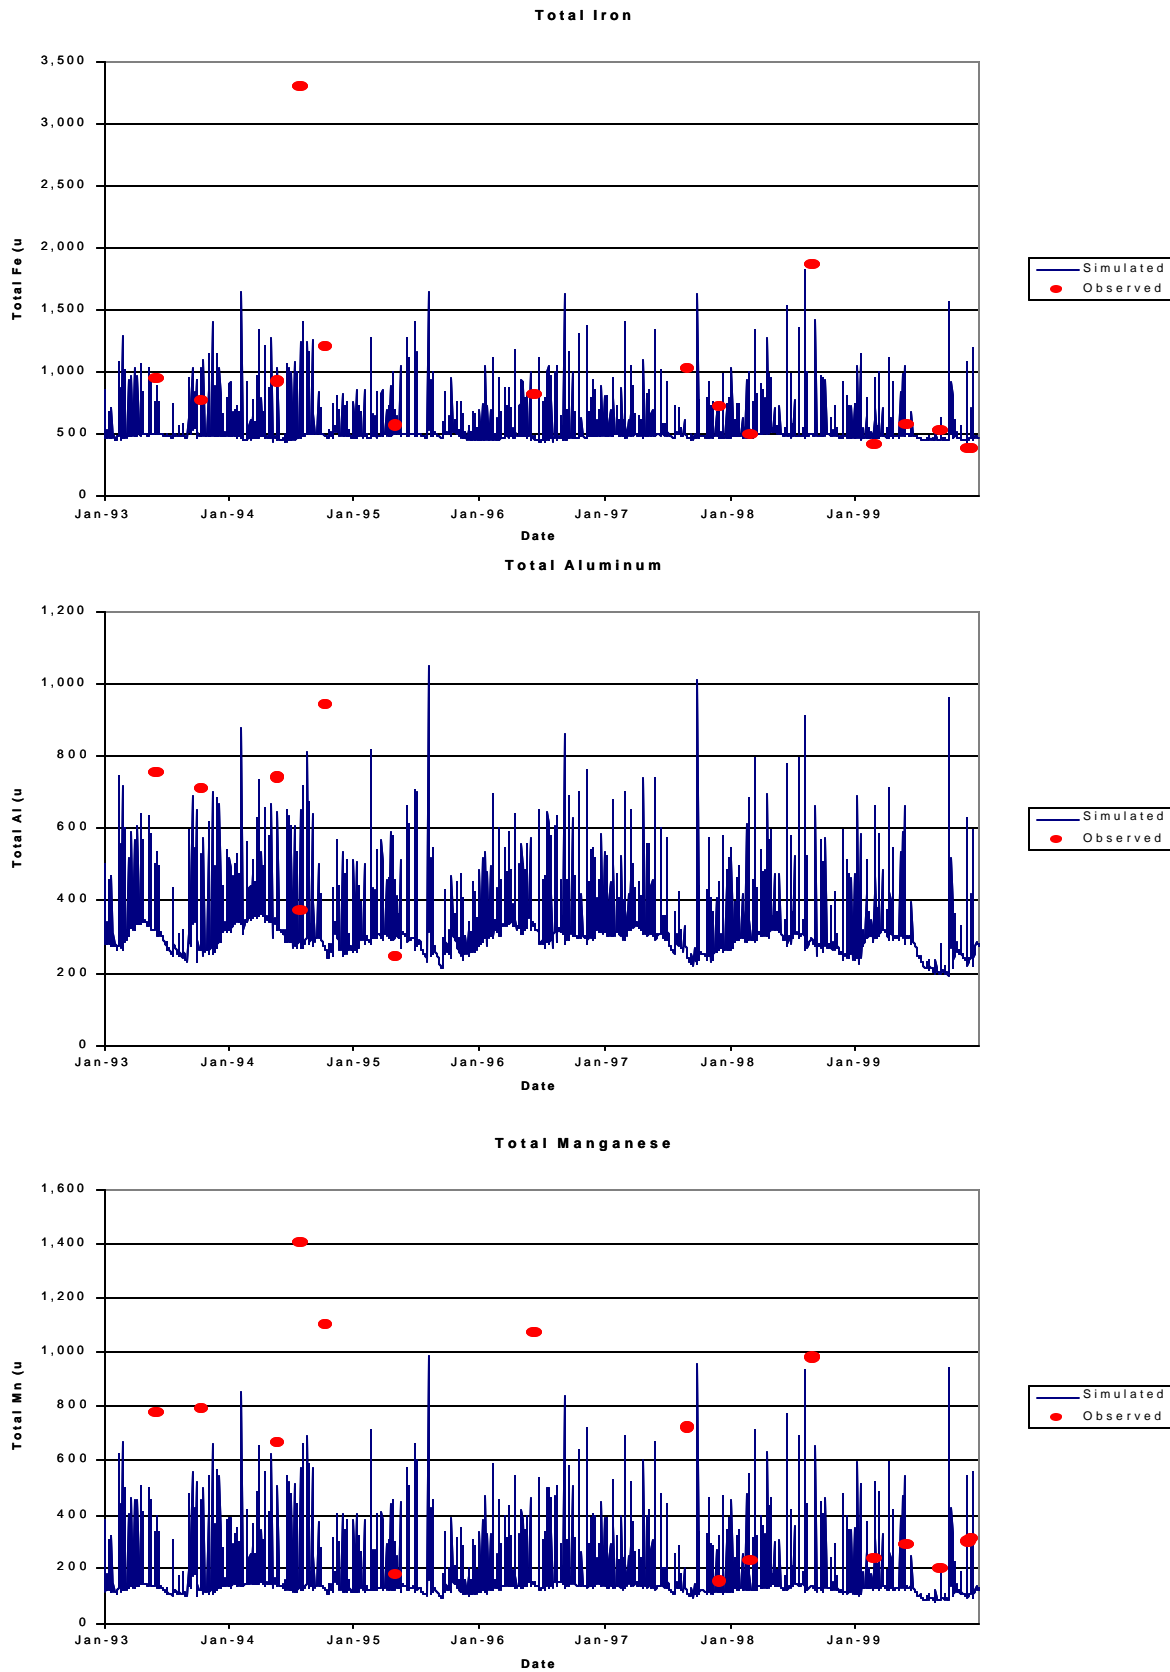 Total Iron
3,500
3,000
2,500
2,000
1,500
1,000
500
0
Total Fe (u
Jan-93 Jan-94 Jan-95 Jan-96 Jan-97 Jan-98 Jan-99
Date
Simulated
Observed
Total Aluminum
1,200
1,000
800
600
400
200
0
Total Al (u
Jan-93 Jan-94 Jan-95 Jan-96 Jan-97 Jan-98 Jan-99
Date
Simulated
Observed
Total Manganese
1,600
1,400
1,200
1,000
800
600
400
200
0
Total Mn (u
Jan-93 Jan-94 Jan-95 Jan-96 Jan-97 Jan-98 Jan-99
Date
Simulated
Observed